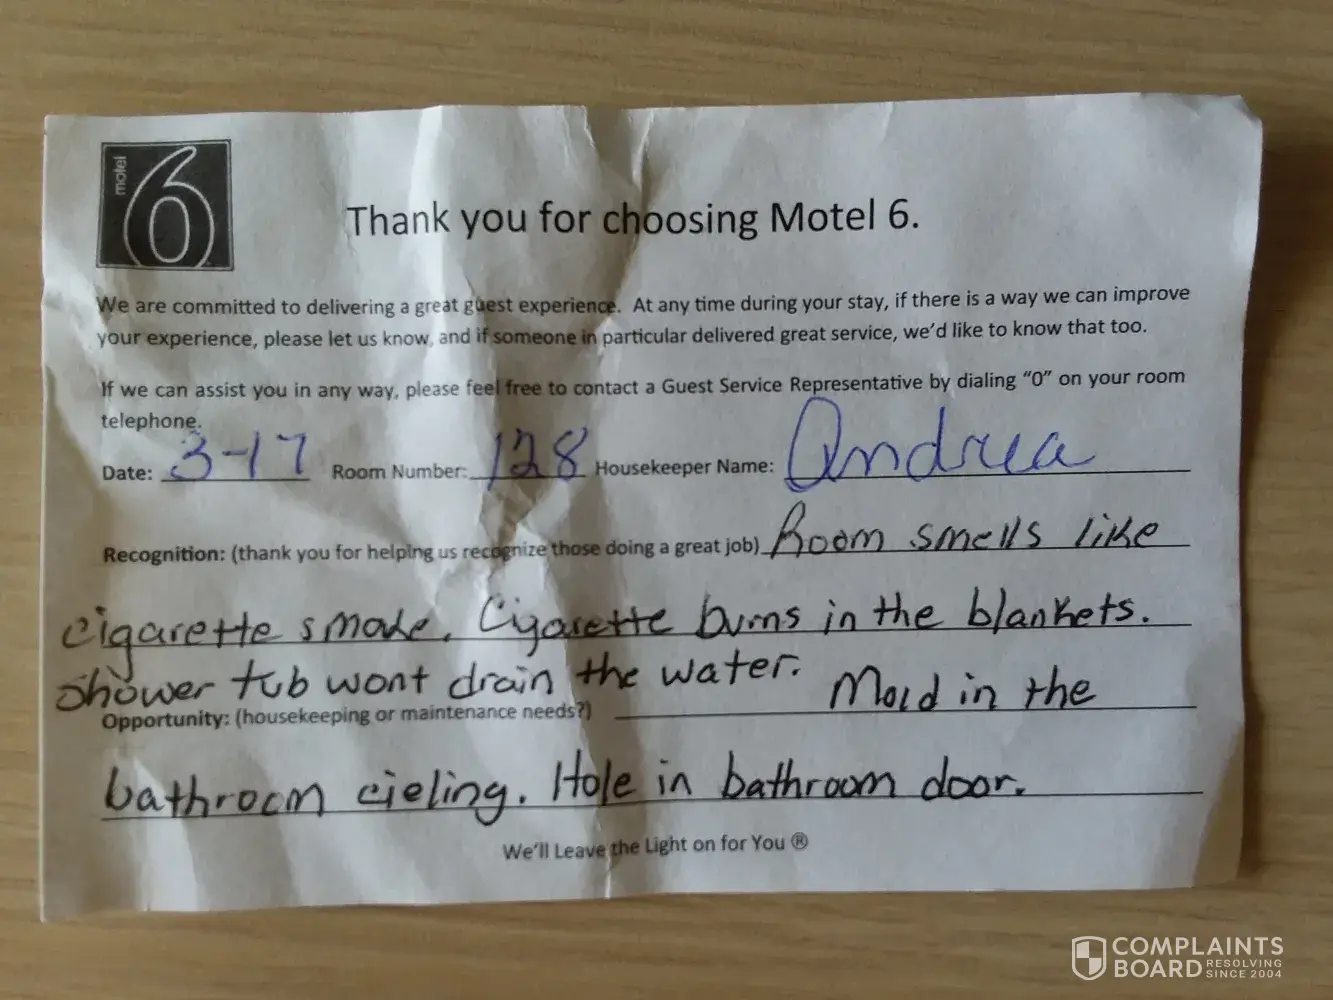 motel
6
Thank you for choosing Motel 6.
We are committed to delivering a great guest experience. At any time during your stay, if there is a way we can improve
your experience, please let us know, and if someone in particular delivered great service, we'd like to know that too.
If we can assist you in any way, please feel free to contact a Guest Service Representative by dialing "0" on your room
telephone.
Date: 3-17 Room Number: 128 Housekeeper Name: Andrea
Recognition: (thank you for helping us recognize those doing a great job) Room smells like
cigarette smoke. Cigarette burns in the blankets.
Shower tub wont drain the water. Mold in the
Opportunity: (housekeeping or maintenance needs?)
bathroom cieling. Hole in bathroom door.
We'll Leave the Light on for You ®
COMPLAINTS
BOARD RESOLVING
SINCE 2004